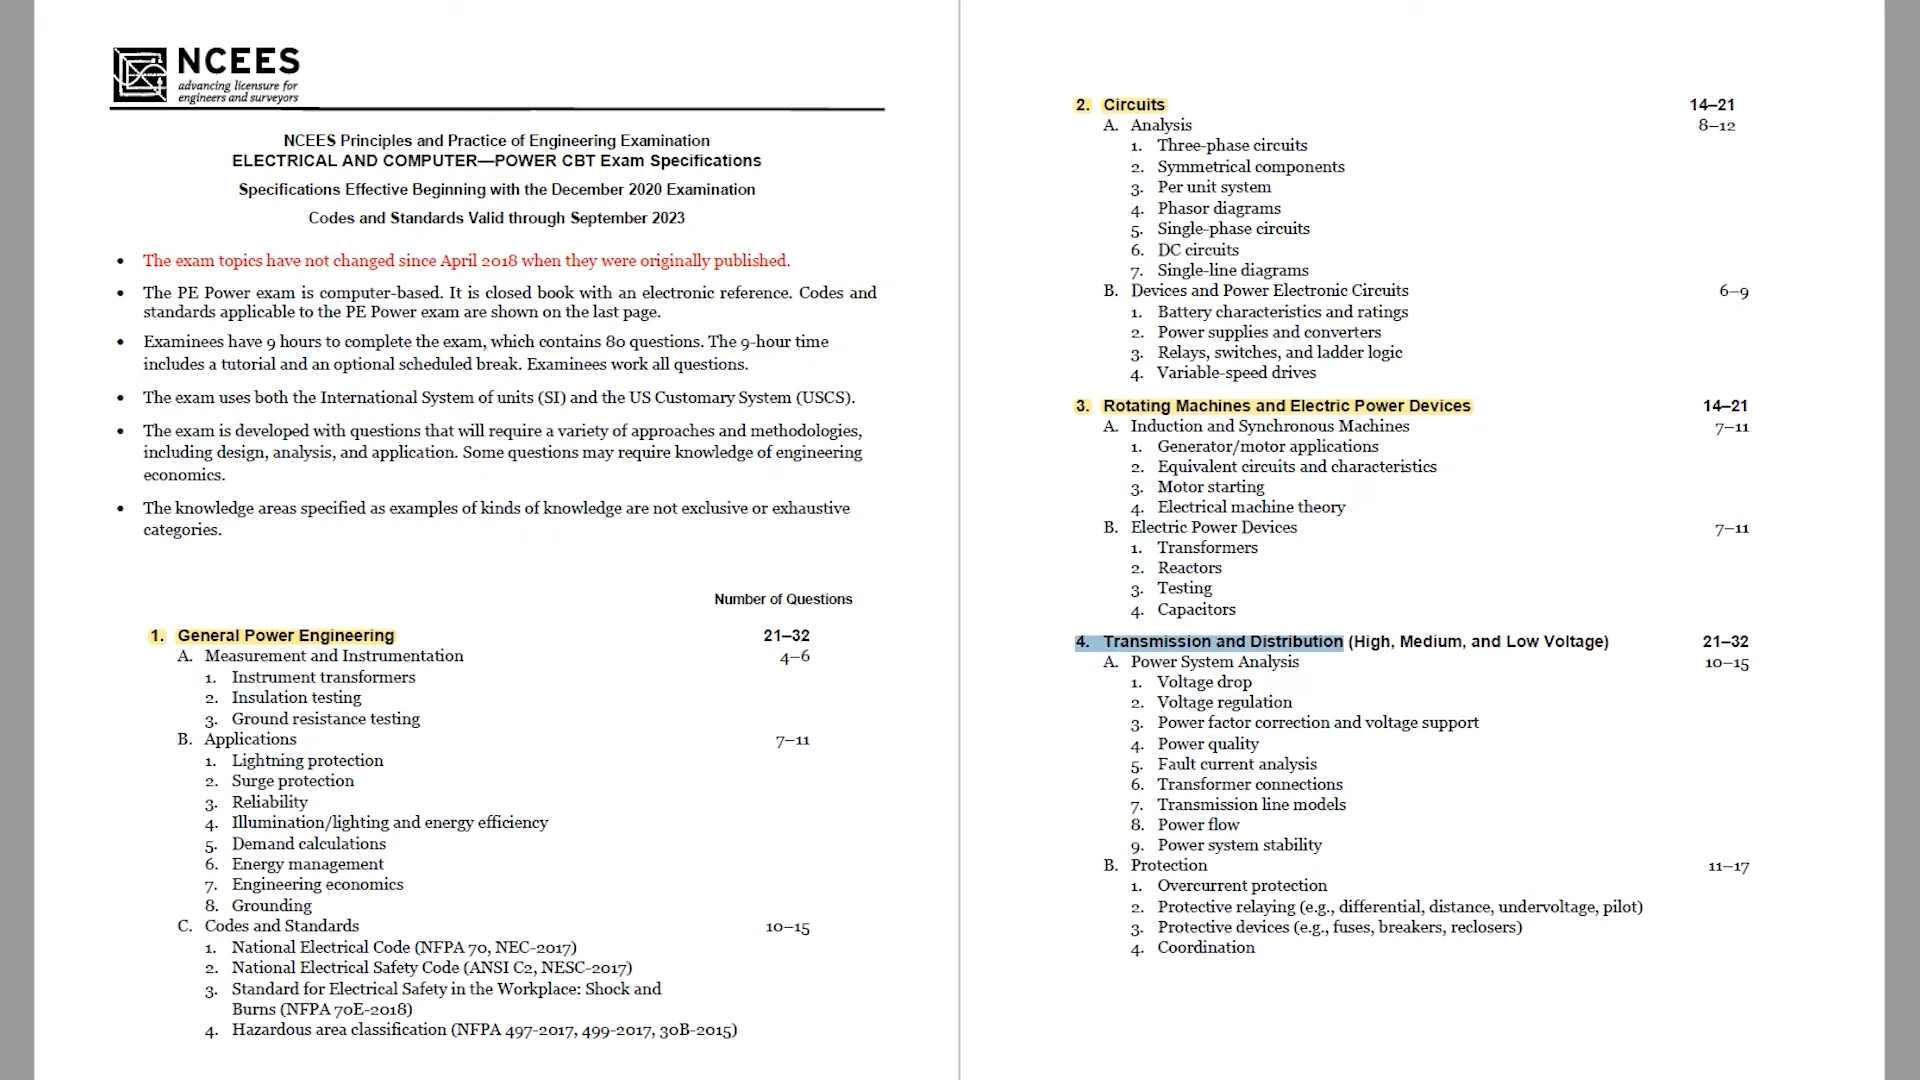 NCEES
advancing licensure for
engineers and surveyors
NCEES Principles and Practice of Engineering Examination
ELECTRICAL AND COMPUTER—POWER CBT Exam Specifications
Specifications Effective Beginning with the December 2020 Examination
Codes and Standards Valid through September 2023
• The exam topics have not changed since April 2018 when they were originally published.
• The PE Power exam is computer-based. It is closed book with an electronic reference. Codes and
standards applicable to the PE Power exam are shown on the last page.
• Examinees have 9 hours to complete the exam, which contains 80 questions. The 9-hour time
includes a tutorial and an optional scheduled break. Examinees work all questions.
• The exam uses both the International System of units (SI) and the US Customary System (USCS).
• The exam is developed with questions that will require a variety of approaches and methodologies,
including design, analysis, and application. Some questions may require knowledge of engineering
economics.
• The knowledge areas specified as examples of kinds of knowledge are not exclusive or exhaustive
categories.
Number of Questions
1. General Power Engineering 21–32
A. Measurement and Instrumentation 4–6
1. Instrument transformers
2. Insulation testing
3. Ground resistance testing
B. Applications 7–11
1. Lightning protection
2. Surge protection
3. Reliability
4. Illumination/lighting and energy efficiency
5. Demand calculations
6. Energy management
7. Engineering economics
8. Grounding
C. Codes and Standards 10–15
1. National Electrical Code (NFPA 70, NEC-2017)
2. National Electrical Safety Code (ANSI C2, NESC-2017)
3. Standard for Electrical Safety in the Workplace: Shock and
Burns (NFPA 70E-2018)
4. Hazardous area classification (NFPA 497-2017, 499-2017, 30B-2015)
2. Circuits 14–21
A. Analysis 8–12
1. Three-phase circuits
2. Symmetrical components
3. Per unit system
4. Phasor diagrams
5. Single-phase circuits
6. DC circuits
7. Single-line diagrams
B. Devices and Power Electronic Circuits 6–9
1. Battery characteristics and ratings
2. Power supplies and converters
3. Relays, switches, and ladder logic
4. Variable-speed drives
3. Rotating Machines and Electric Power Devices 14–21
A. Induction and Synchronous Machines 7–11
1. Generator/motor applications
2. Equivalent circuits and characteristics
3. Motor starting
4. Electrical machine theory
B. Electric Power Devices 7–11
1. Transformers
2. Reactors
3. Testing
4. Capacitors
4. Transmission and Distribution (High, Medium, and Low Voltage) 21–32
A. Power System Analysis 10–15
1. Voltage drop
2. Voltage regulation
3. Power factor correction and voltage support
4. Power quality
5. Fault current analysis
6. Transformer connections
7. Transmission line models
8. Power flow
9. Power system stability
B. Protection 11–17
1. Overcurrent protection
2. Protective relaying (e.g., differential, distance, undervoltage, pilot)
3. Protective devices (e.g., fuses, breakers, reclosers)
4. Coordination